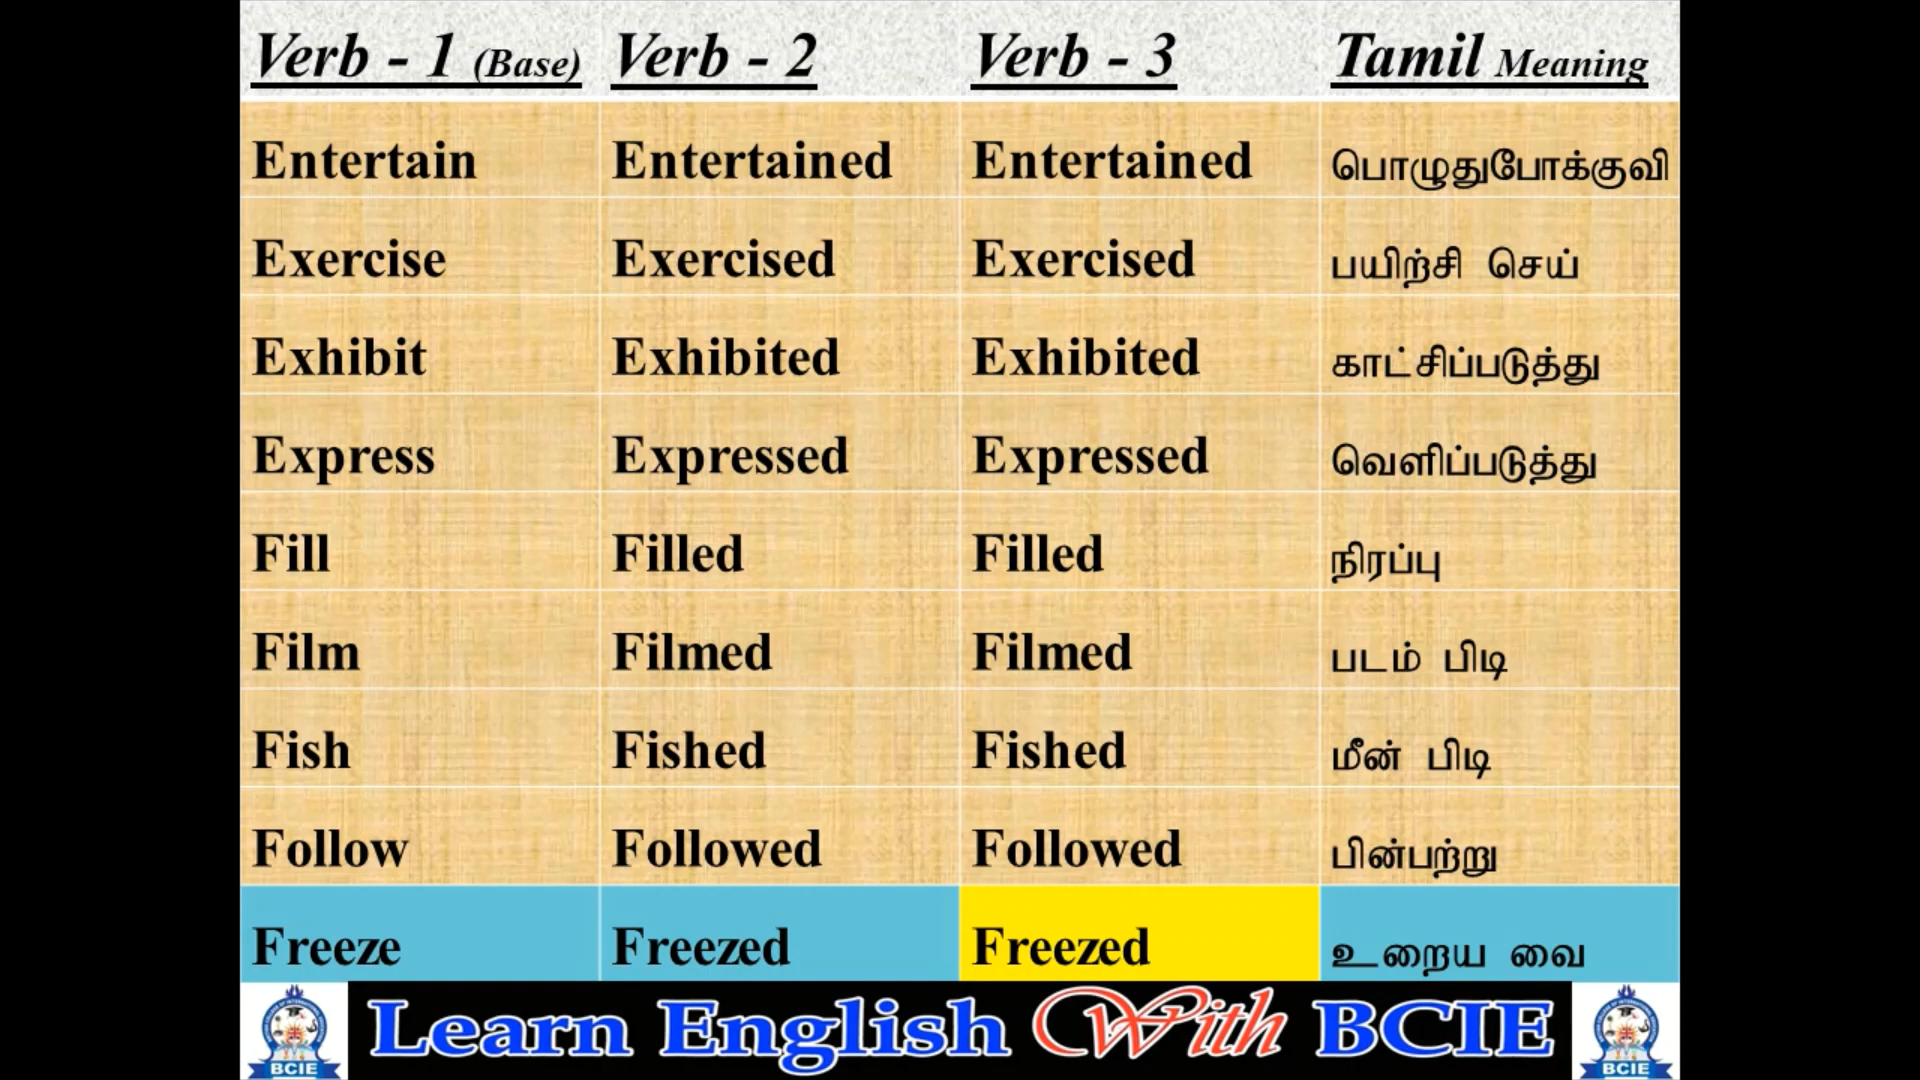 Verb - 1 (Base) Verb - 2 Verb - 3 Tamil Meaning
Entertain Entertained Entertained பொழுதுபோக்குவி
Exercise Exercised Exercised பயிற்சி செய்
Exhibit Exhibited Exhibited காட்சிப்படுத்து
Express Expressed Expressed வெளிப்படுத்து
Fill Filled Filled நிரப்பு
Film Filmed Filmed படம் பிடி
Fish Fished Fished மீன் பிடி
Follow Followed Followed பின்பற்று
Freeze Freezed Freezed உறைய வை
BCIE Learn English With BCIE BCIE